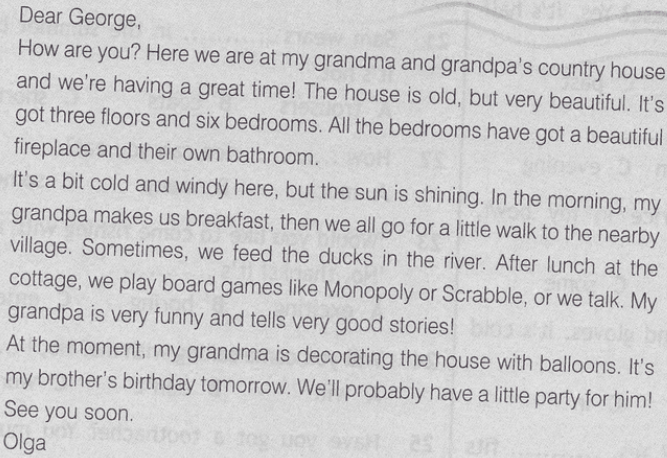 Dear George,
How are you? Here we are at my grandma and grandpa's country house
and we're having a great time! The house is old, but very beautiful. It's
got three floors and six bedrooms. All the bedrooms have got a beautiful
fireplace and their own bathroom.
It's a bit cold and windy here, but the sun is shining. In the morning, my
grandpa makes us breakfast, then we all go for a little walk to the nearby
village. Sometimes, we feed the ducks in the river. After lunch at the
cottage, we play board games like Monopoly or Scrabble, or we talk. My
grandpa is very funny and tells very good stories!
At the moment, my grandma is decorating the house with balloons. It's
my brother's birthday tomorrow. We'll probably have a little party for him!
See you soon.
Olga